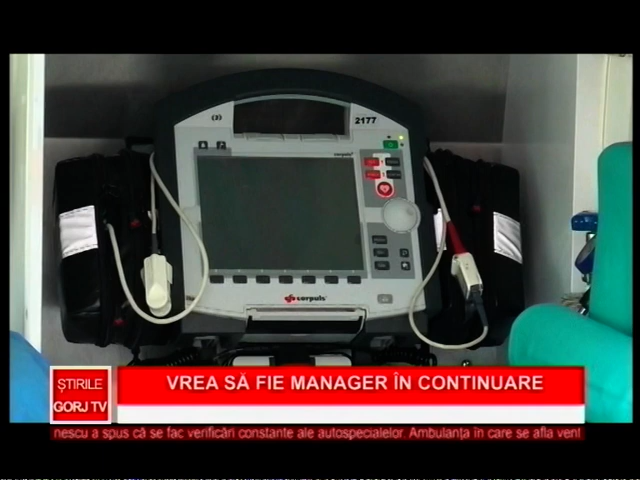 2177
corpuls
corpuls
ȘTIRILE
GORJ TV
VREA SĂ FIE MANAGER ÎN CONTINUARE
nescu a spus că se fac verificări constante ale autospecialelor. Ambulanța în care se afla vent